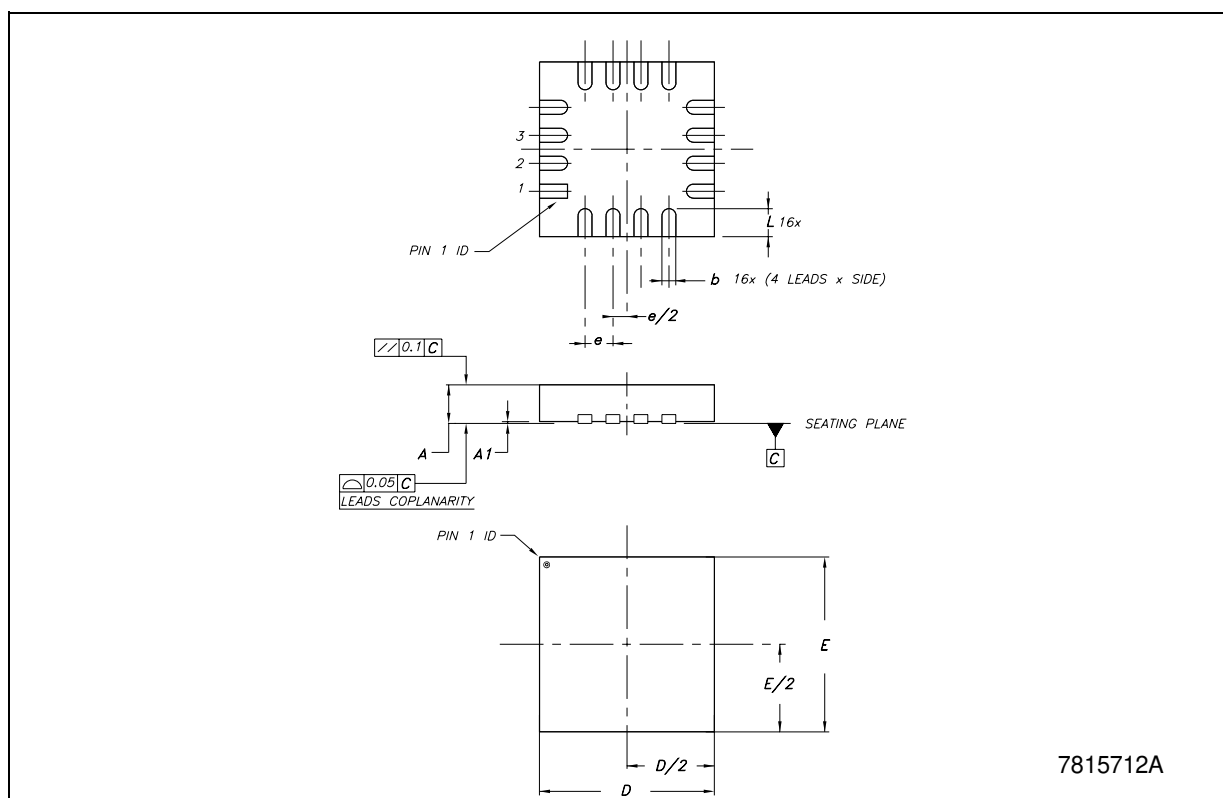 3
2
1
PIN 1 ID
L 16x
b 16x (4 LEADS x SIDE)
e/2
e
// 0.1 C
SEATING PLANE
A
A1
C
0.05 C
LEADS COPLANARITY
PIN 1 ID
E
E/2
D/2
D
7815712A